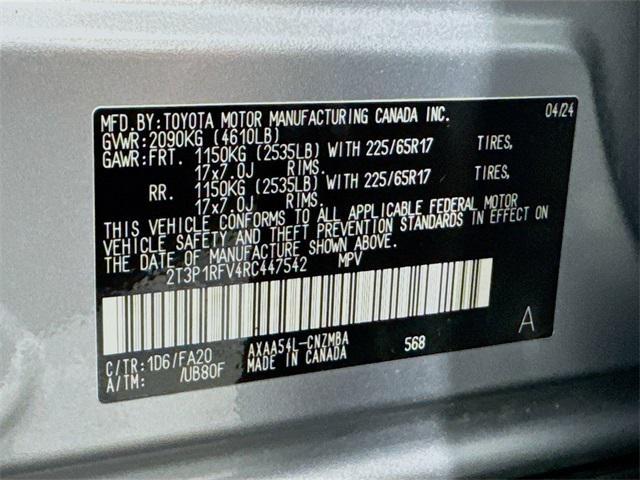 MFD.BY:TOYOTA MOTOR MANUFACTURING CANADA INC. 04/24
GVWR:2090KG (4610LB)
GAWR:FRT. 1150KG (2535LB) WITH 225/65R17 TIRES,
17x7.0J RIMS.
RR. 1150KG (2535LB) WITH 225/65R17 TIRES,
17x7.0J RIMS.
THIS VEHICLE CONFORMS TO ALL APPLICABLE FEDERAL MOTOR
VEHICLE SAFETY AND THEFT PREVENTION STANDARDS IN EFFECT ON
THE DATE OF MANUFACTURE SHOWN ABOVE.
2T3P1RFV4RC447542 MPV
C/TR:1D6/FA20 AXAA54L-CNZMBA 568 A
A/TM: /UB80F MADE IN CANADA